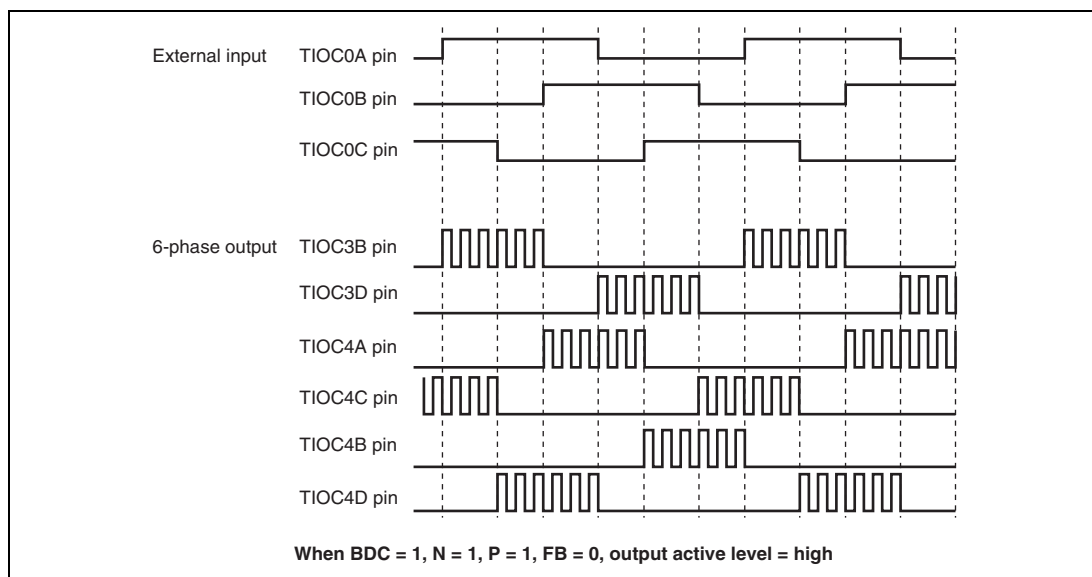 External input TIOC0A pin
TIOC0B pin
TIOC0C pin
6-phase output TIOC3B pin
TIOC3D pin
TIOC4A pin
TIOC4C pin
TIOC4B pin
TIOC4D pin
When BDC = 1, N = 1, P = 1, FB = 0, output active level = high